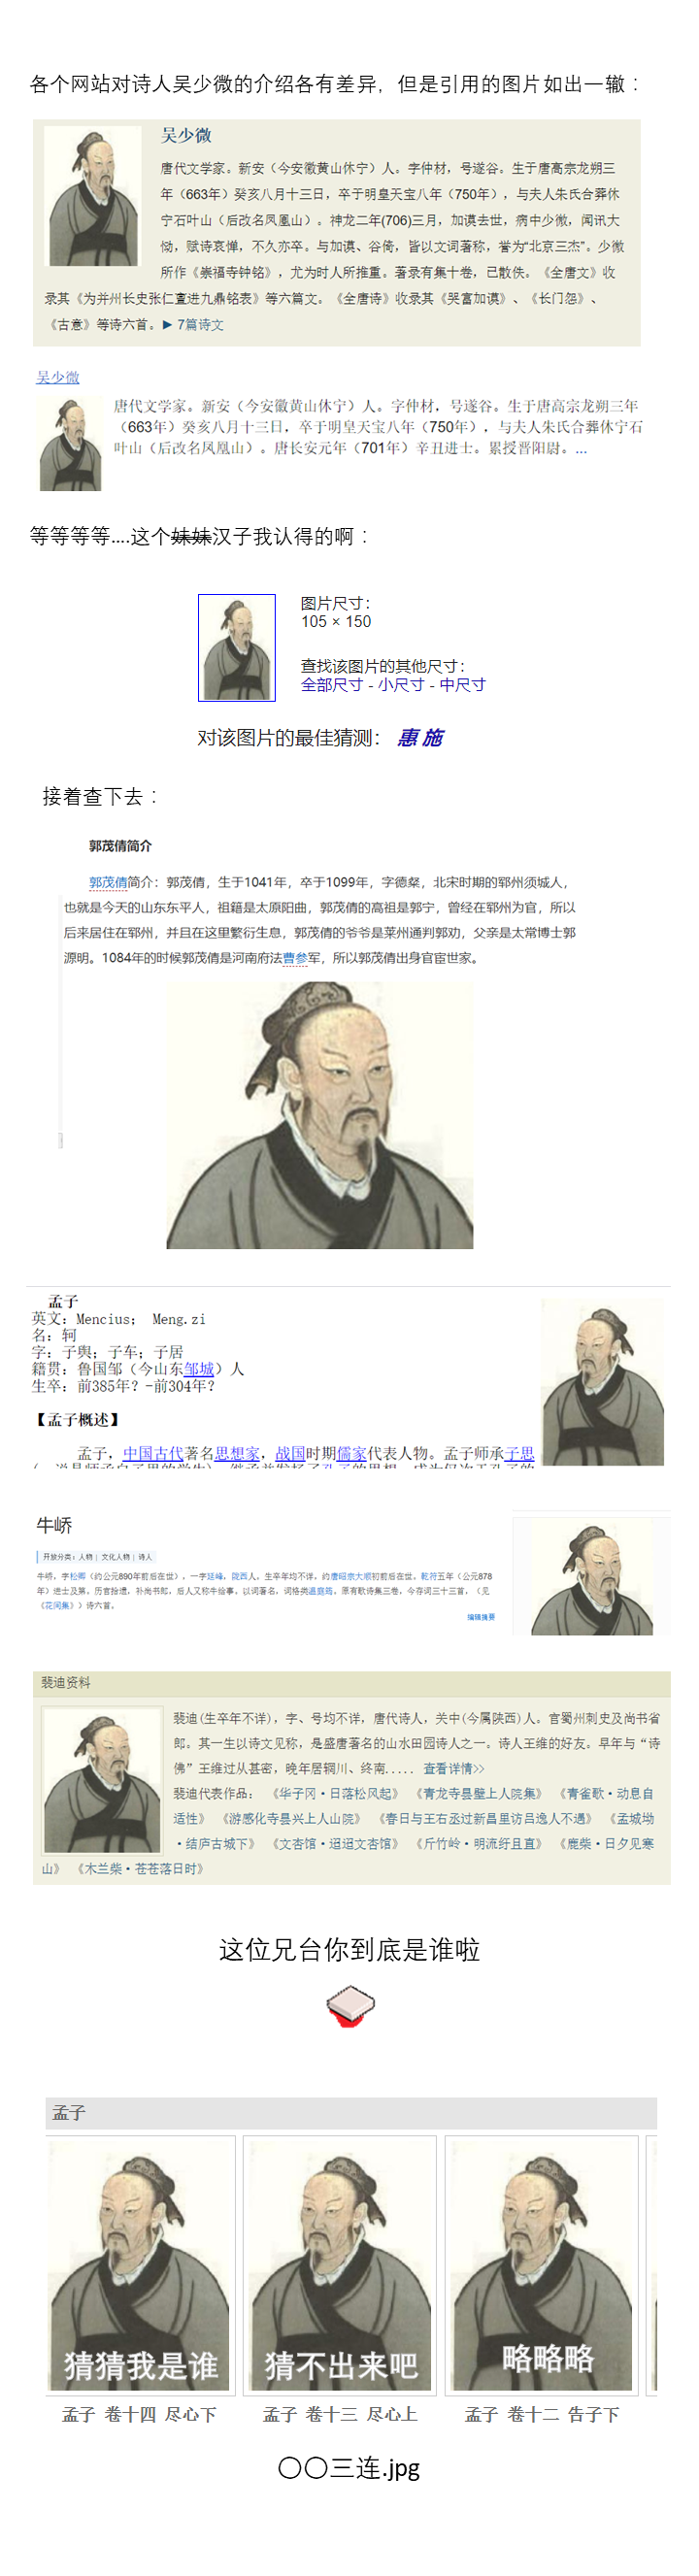 各个网站对诗人吴少微的介绍各有差异，但是引用的图片如出一辙：
吴少微
唐代文学家。新安（今安徽黄山休宁）人。字仲材，号遂谷。生于唐高宗龙朔三
年（663年）癸亥八月十三日，卒于明皇天宝八年（750年），与夫人朱氏合葬休
宁石叶山（后改名凤凰山）。神龙二年(706)三月，加谟去世，病中少微，闻讯大
恸，赋诗哀惮，不久亦卒。与加谟、谷倚，皆以文词著称，誉为“北京三杰”。少微
所作《崇福寺钟铭》，尤为时人所推重。著录有集十卷，已散佚。《全唐文》收
录其《为并州长史张仁亶进九鼎铭表》等六篇文。《全唐诗》收录其《哭富加谟》、《长门怨》、
《古意》等诗六首。► 7篇诗文
吴少微
唐代文学家。新安（今安徽黄山休宁）人。字仲材，号遂谷。生于唐高宗龙朔三年
（663年）癸亥八月十三日，卒于明皇天宝八年（750年），与夫人朱氏合葬休宁石
叶山（后改名凤凰山）。唐长安元年（701年）辛丑进士。累授晋阳尉。...
等等等等....这个妹妹汉子我认得的啊：
图片尺寸：
105 × 150
查找该图片的其他尺寸：
全部尺寸 - 小尺寸 - 中尺寸
对该图片的最佳猜测： 惠 施
接着查下去：
郭茂倩简介
郭茂倩简介：郭茂倩，生于1041年，卒于1099年，字德粲，北宋时期的郓州须城人，
也就是今天的山东东平人，祖籍是太原阳曲，郭茂倩的高祖是郭宁，曾经在郓州为官，所以
后来居住在郓州，并且在这里繁衍生息，郭茂倩的爷爷是莱州通判郭劝，父亲是太常博士郭
源明。1084年的时候郭茂倩是河南府法曹参军，所以郭茂倩出身官宦世家。
孟子
英文：Mencius； Meng.zi
名：轲
字：子舆；子车；子居
籍贯：鲁国邹（今山东邹城）人
生卒：前385年？-前304年？
【孟子概述】
孟子，中国古代著名思想家，战国时期儒家代表人物。孟子师承子思
牛峤
开放分类：人物 | 文化人物 | 诗人
牛峤，字松卿（约公元890年前后在世），一字延峰，陇西人。生卒年均不详，约唐昭宗大顺初前后在世，乾符五年（公元878
年）进士及第，历官拾遗，补尚书郎，后人又称牛给事，以词著名，词格类温庭筠，原有歌诗集三卷，今存词三十三首，（见
《花间集》）诗六首。
编辑摘要
裴迪资料
裴迪(生卒年不详)，字、号均不详，唐代诗人，关中(今属陕西)人。官蜀州刺史及尚书省
郎。其一生以诗文见称，是盛唐著名的山水田园诗人之一。诗人王维的好友。早年与“诗
佛”王维过从甚密，晚年居辋川、终南..... 查看详情>>
裴迪代表作品： 《华子冈·日落松风起》 《青龙寺昙壁上人院集》 《青雀歌·动息自
适性》 《游感化寺昙兴上人山院》 《春日与王右丞过新昌里访吕逸人不遇》 《孟城坳
·结庐古城下》 《文杏馆·迢迢文杏馆》 《斤竹岭·明流纡且直》 《鹿柴·日夕见寒
山》 《木兰柴·苍苍落日时》
这位兄台你到底是谁啦
孟子
猜猜我是谁
猜不出来吧
略略略
孟子 卷十四 尽心下
孟子 卷十三 尽心上
孟子 卷十二 告子下
〇〇三连.jpg